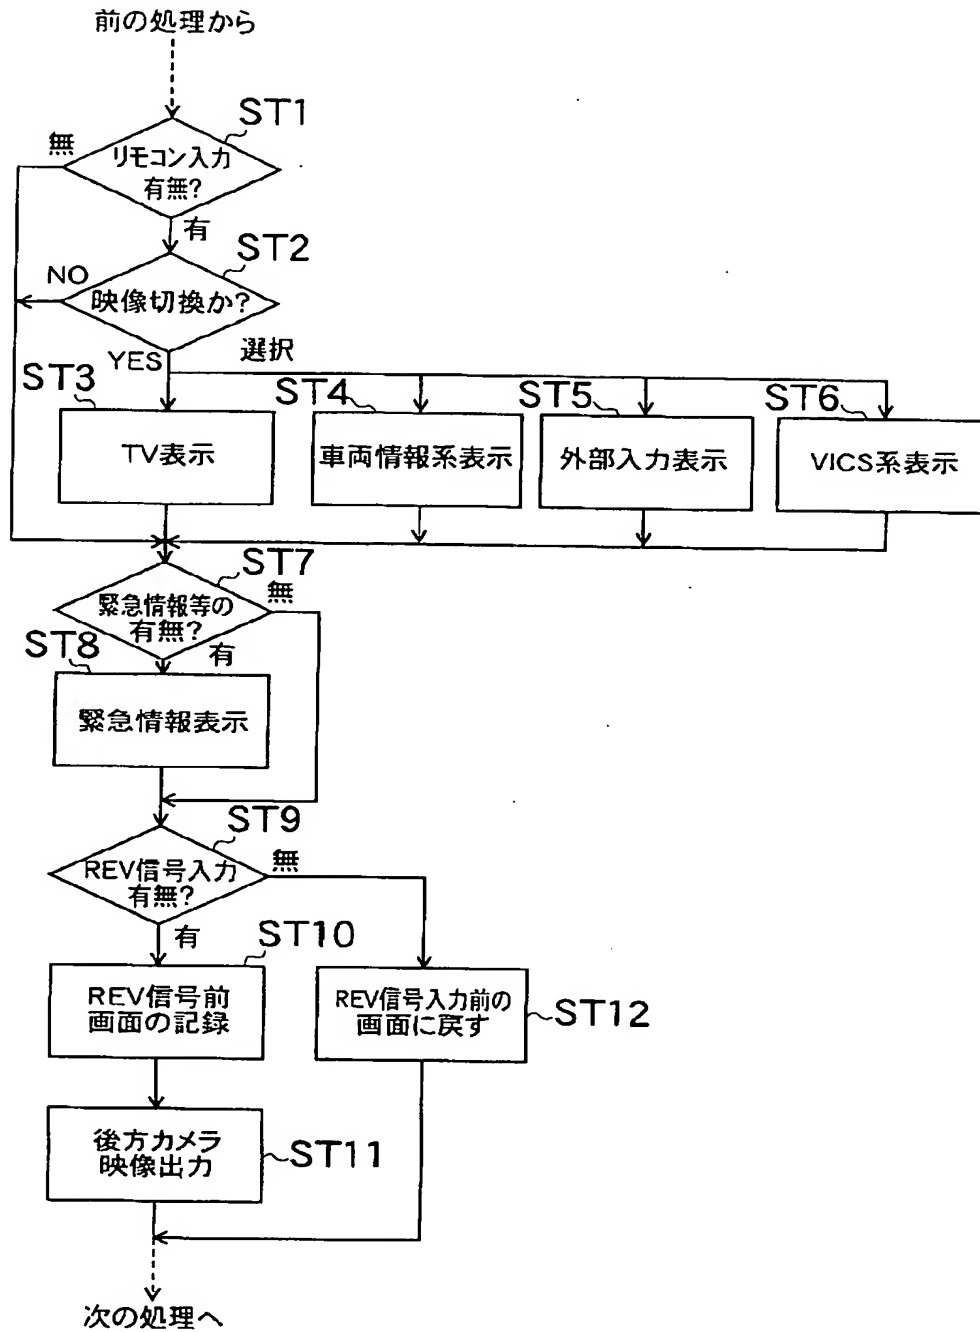 前の処理から
ST1
無
リモコン入力
有無?
有
ST2
NO
映像切換か?
YES
選択
ST3
ST4
ST5
ST6
TV表示
車両情報系表示
外部入力表示
VICS系表示
ST7
無
緊急情報等の
有無?
有
ST8
緊急情報表示
ST9
無
REV信号入力
有無?
有
ST10
REV信号前
画面の記録
REV信号入力前の
画面に戻す
ST12
後方カメラ
映像出力
ST11
次の処理へ